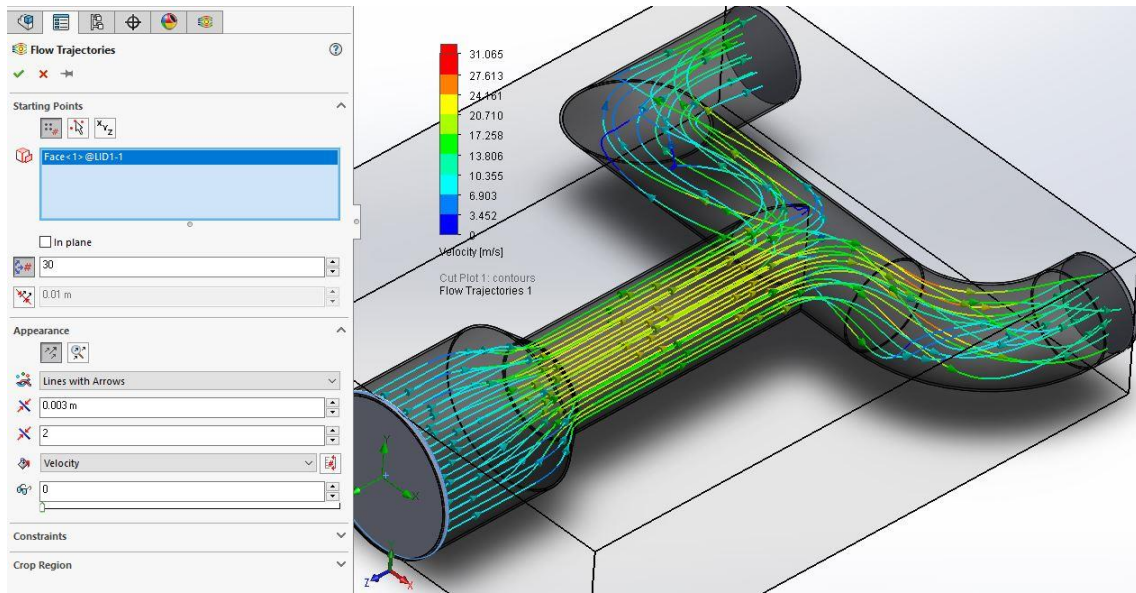 Flow Trajectories
Starting Points
X Y Z
Face<1>@LID1-1
In plane
30
0.01 m
Appearance
Lines with Arrows
0.003 m
2
Velocity
0
Constraints
Crop Region
31.065
27.613
24.161
20.710
17.258
13.806
10.355
6.903
3.452
0
Velocity [m/s]
Cut Plot 1: contours
Flow Trajectories 1
Y
X
Z
X